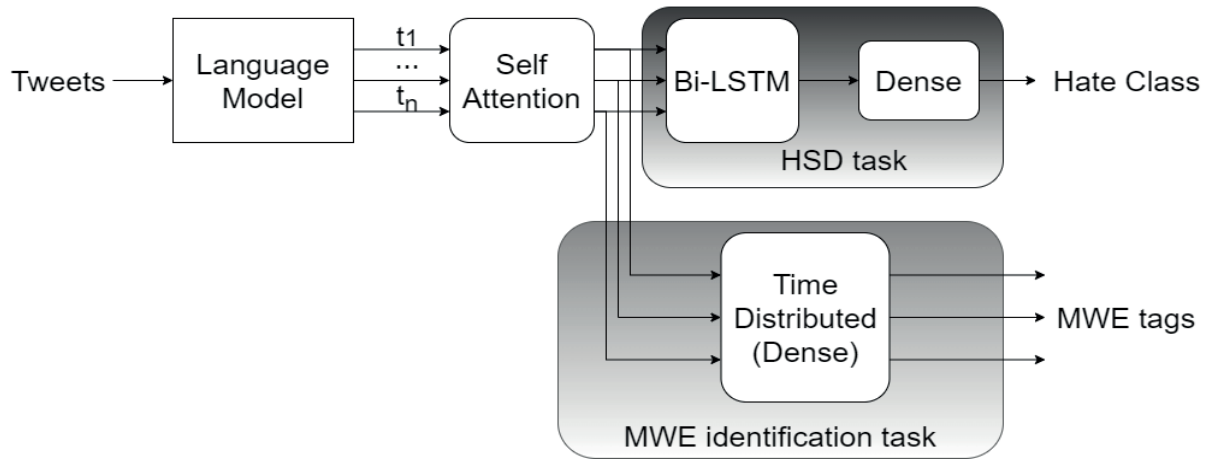 Tweets
Language
Model
t1
...
tn
Self
Attention
Bi-LSTM
Dense
HSD task
Hate Class
Time
Distributed
(Dense)
MWE identification task
MWE tags